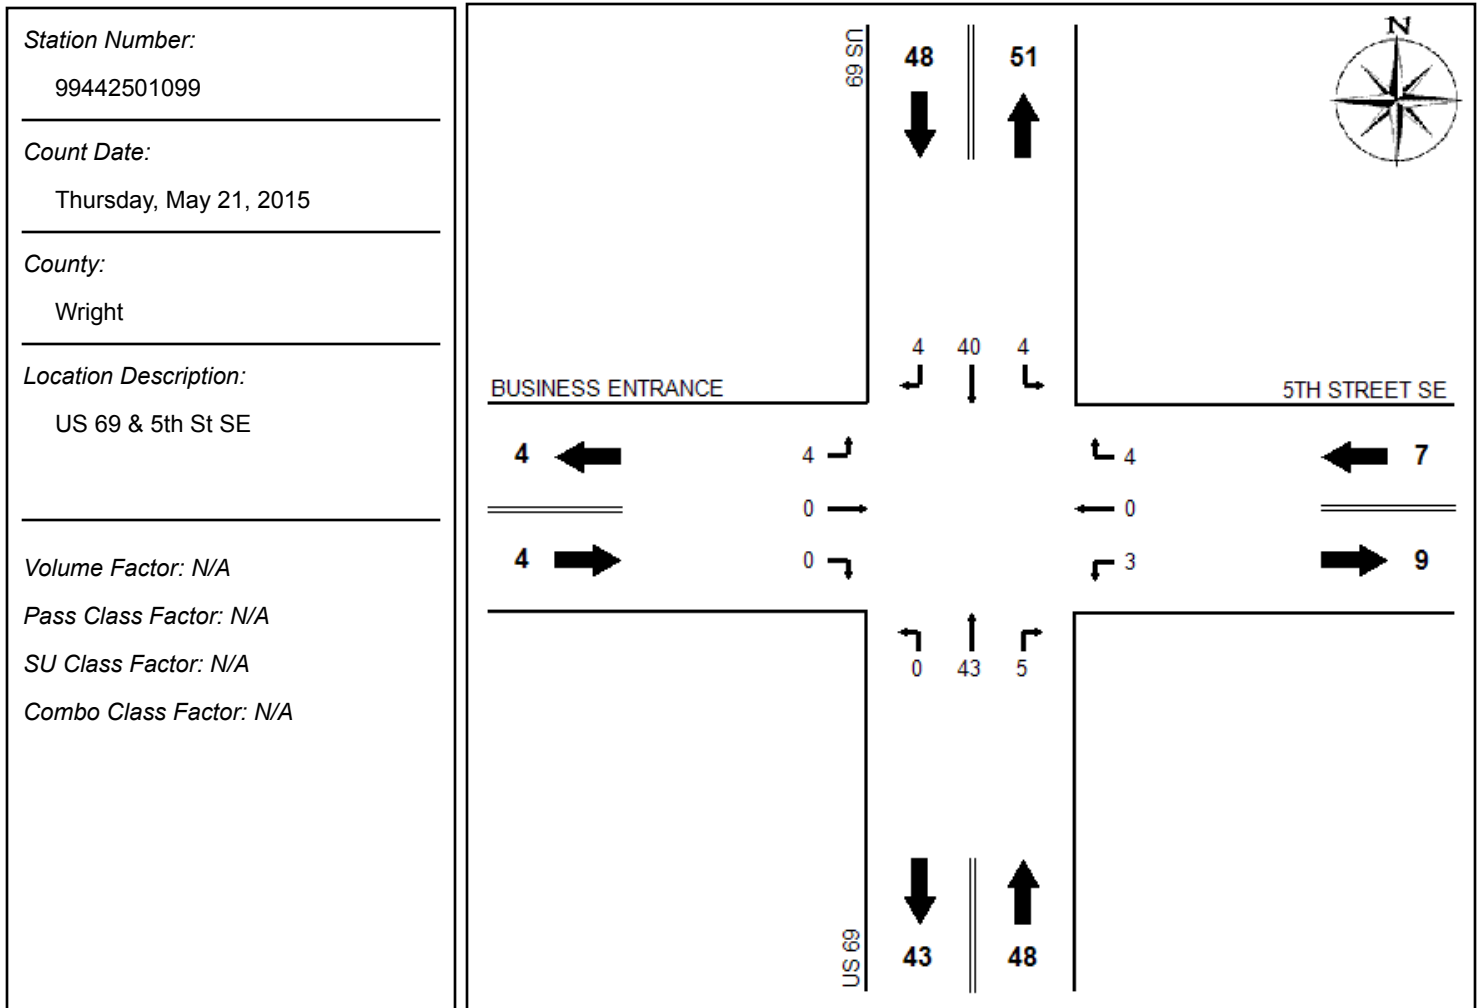 Station Number:
99442501099
Count Date:
Thursday, May 21, 2015
County:
Wright
Location Description:
US 69 & 5th St SE
Volume Factor: N/A
Pass Class Factor: N/A
SU Class Factor: N/A
Combo Class Factor: N/A
N
US 69
48 51
4 40 4
BUSINESS ENTRANCE
5TH STREET SE
4 4 4 7
0 0
4 0 3 9
0 43 5
US 69
43 48